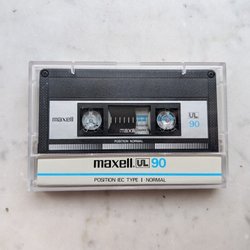 maxell
UL
90
maxell
POSITION NORMAL
maxell UL 90
POSITION·IEC TYPE I·NORMAL